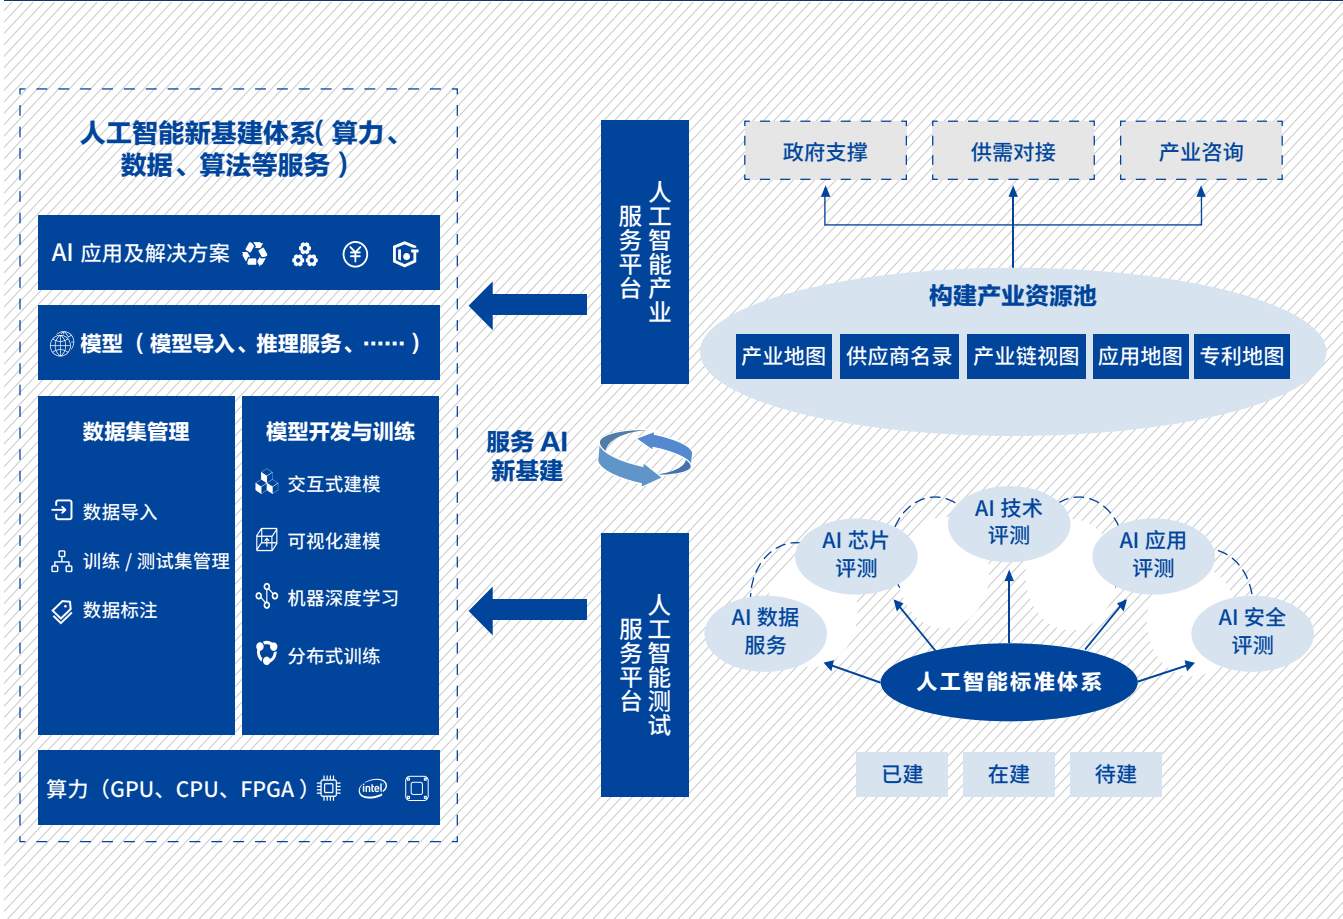 人工智能新基建体系( 算力、
数据、算法等服务 )
AI 应用及解决方案
模型（ 模型导入、推理服务、······ ）
数据集管理
数据导入
训练 / 测试集管理
数据标注
模型开发与训练
交互式建模
可视化建模
机器深度学习
分布式训练
算力（GPU、CPU、FPGA ）
intel
服务 AI
新基建
人工智能产业
服务平台
人工智能测试
服务平台
政府支撑
供需对接
产业咨询
构建产业资源池
产业地图
供应商名录
产业链视图
应用地图
专利地图
AI 数据
服务
AI 芯片
评测
AI 技术
评测
AI 应用
评测
AI 安全
评测
人工智能标准体系
已建
在建
待建